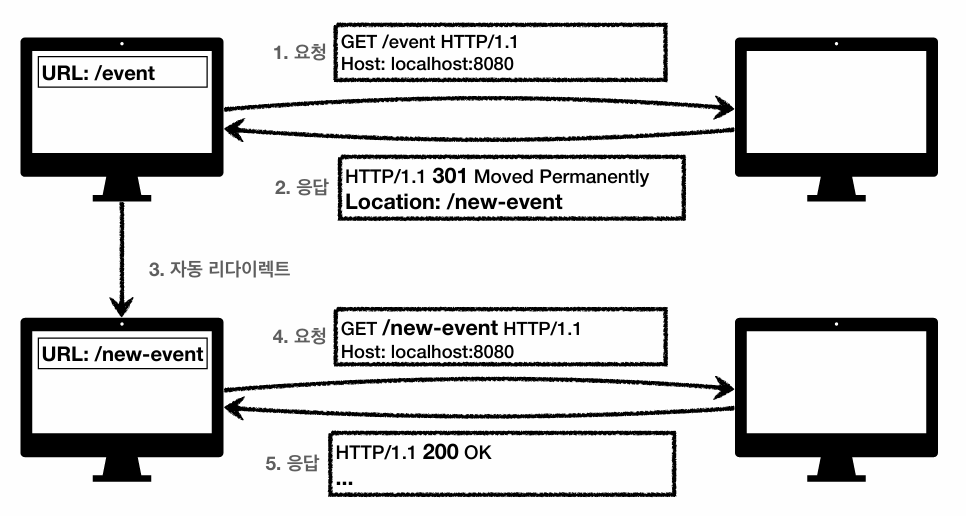 URL: /event
1. 요청
GET /event HTTP/1.1
Host: localhost:8080
2. 응답
HTTP/1.1 301 Moved Permanently
Location: /new-event
3. 자동 리다이렉트
URL: /new-event
4. 요청
GET /new-event HTTP/1.1
Host: localhost:8080
5. 응답
HTTP/1.1 200 OK
...